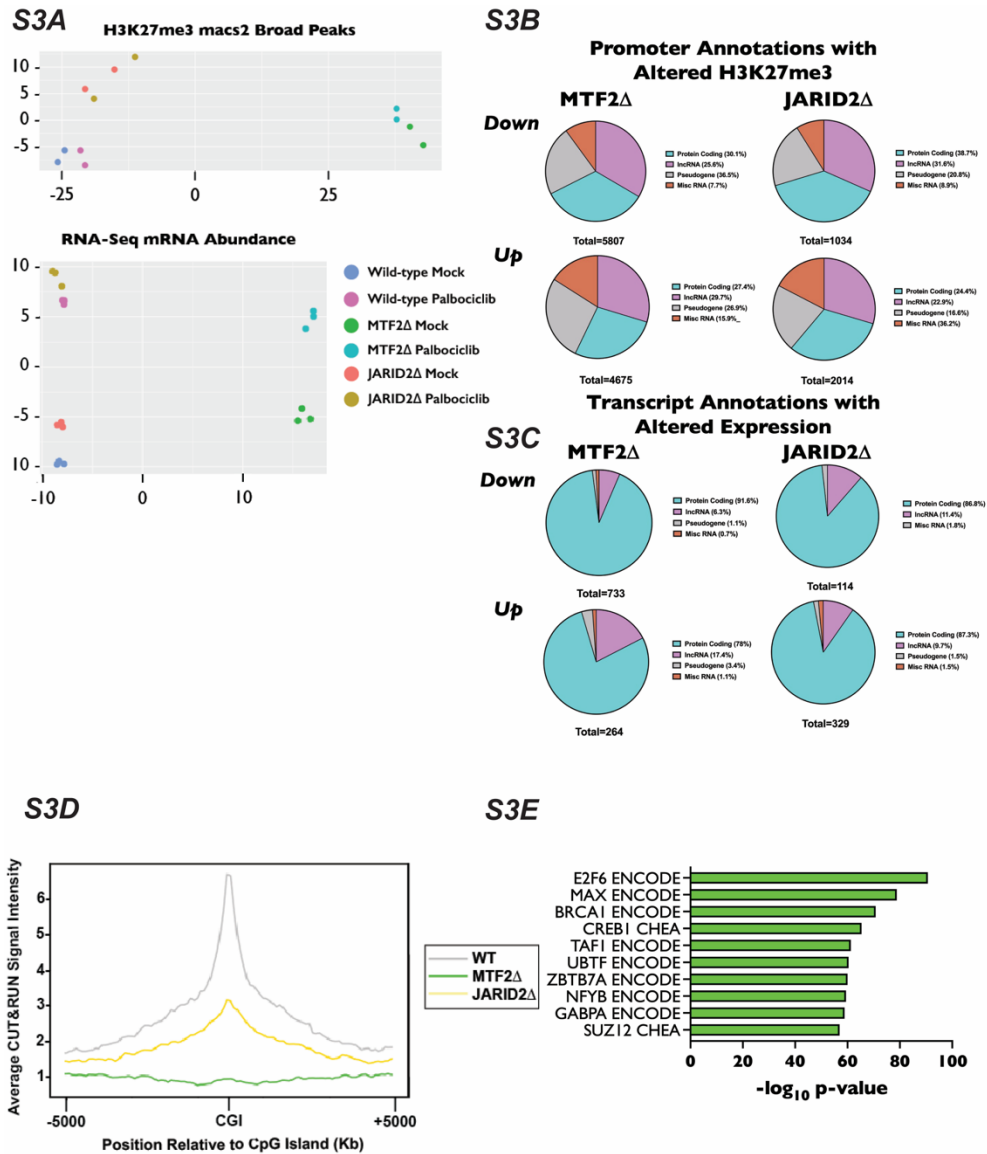 S3A
H3K27me3 macs2 Broad Peaks
10
5
0
-5
-25
0
25
RNA-Seq mRNA Abundance
10
5
0
-5
10
-10
0
10
Wild-type Mock
Wild-type Palbociclib
MTF2Δ Mock
MTF2Δ Palbociclib
JARID2Δ Mock
JARID2Δ Palbociclib
S3B
Promoter Annotations with
Altered H3K27me3
MTF2Δ
JARID2Δ
Down
Protein Coding (30.1%)
lncRNA (25.6%)
Pseudogene (36.5%)
Misc RNA (7.7%)
Total=5807
Protein Coding (38.7%)
lncRNA (31.6%)
Pseudogene (20.8%)
Misc RNA (8.9%)
Total=1034
Up
Protein Coding (27.4%)
lncRNA (29.7%)
Pseudogene (26.9%)
Misc RNA (15.9%_
Total=4675
Protein Coding (24.4%)
lncRNA (22.9%)
Pseudogene (16.6%)
Misc RNA (36.2%)
Total=2014
S3C
Transcript Annotations with
Altered Expression
MTF2Δ
JARID2Δ
Down
Protein Coding (91.6%)
lncRNA (6.3%)
Pseudogene (1.1%)
Misc RNA (0.7%)
Total=733
Protein Coding (86.8%)
lncRNA (11.4%)
Misc RNA (1.8%)
Total=114
Up
Protein Coding (78%)
lncRNA (17.4%)
Pseudogene (3.4%)
Misc RNA (1.1%)
Total=264
Protein Coding (87.3%)
lncRNA (9.7%)
Pseudogene (1.5%)
Misc RNA (1.5%)
Total=329
S3D
Average CUT&RUN Signal Intensity
6
5
4
3
2
1
-5000
CGI
+5000
Position Relative to CpG Island (Kb)
WT
MTF2Δ
JARID2Δ
S3E
E2F6 ENCODE
MAX ENCODE
BRCA1 ENCODE
CREB1 CHEA
TAF1 ENCODE
UBTF ENCODE
ZBTB7A ENCODE
NFYB ENCODE
GABPA ENCODE
SUZ12 CHEA
0
20
40
60
80
100
-log10 p-value